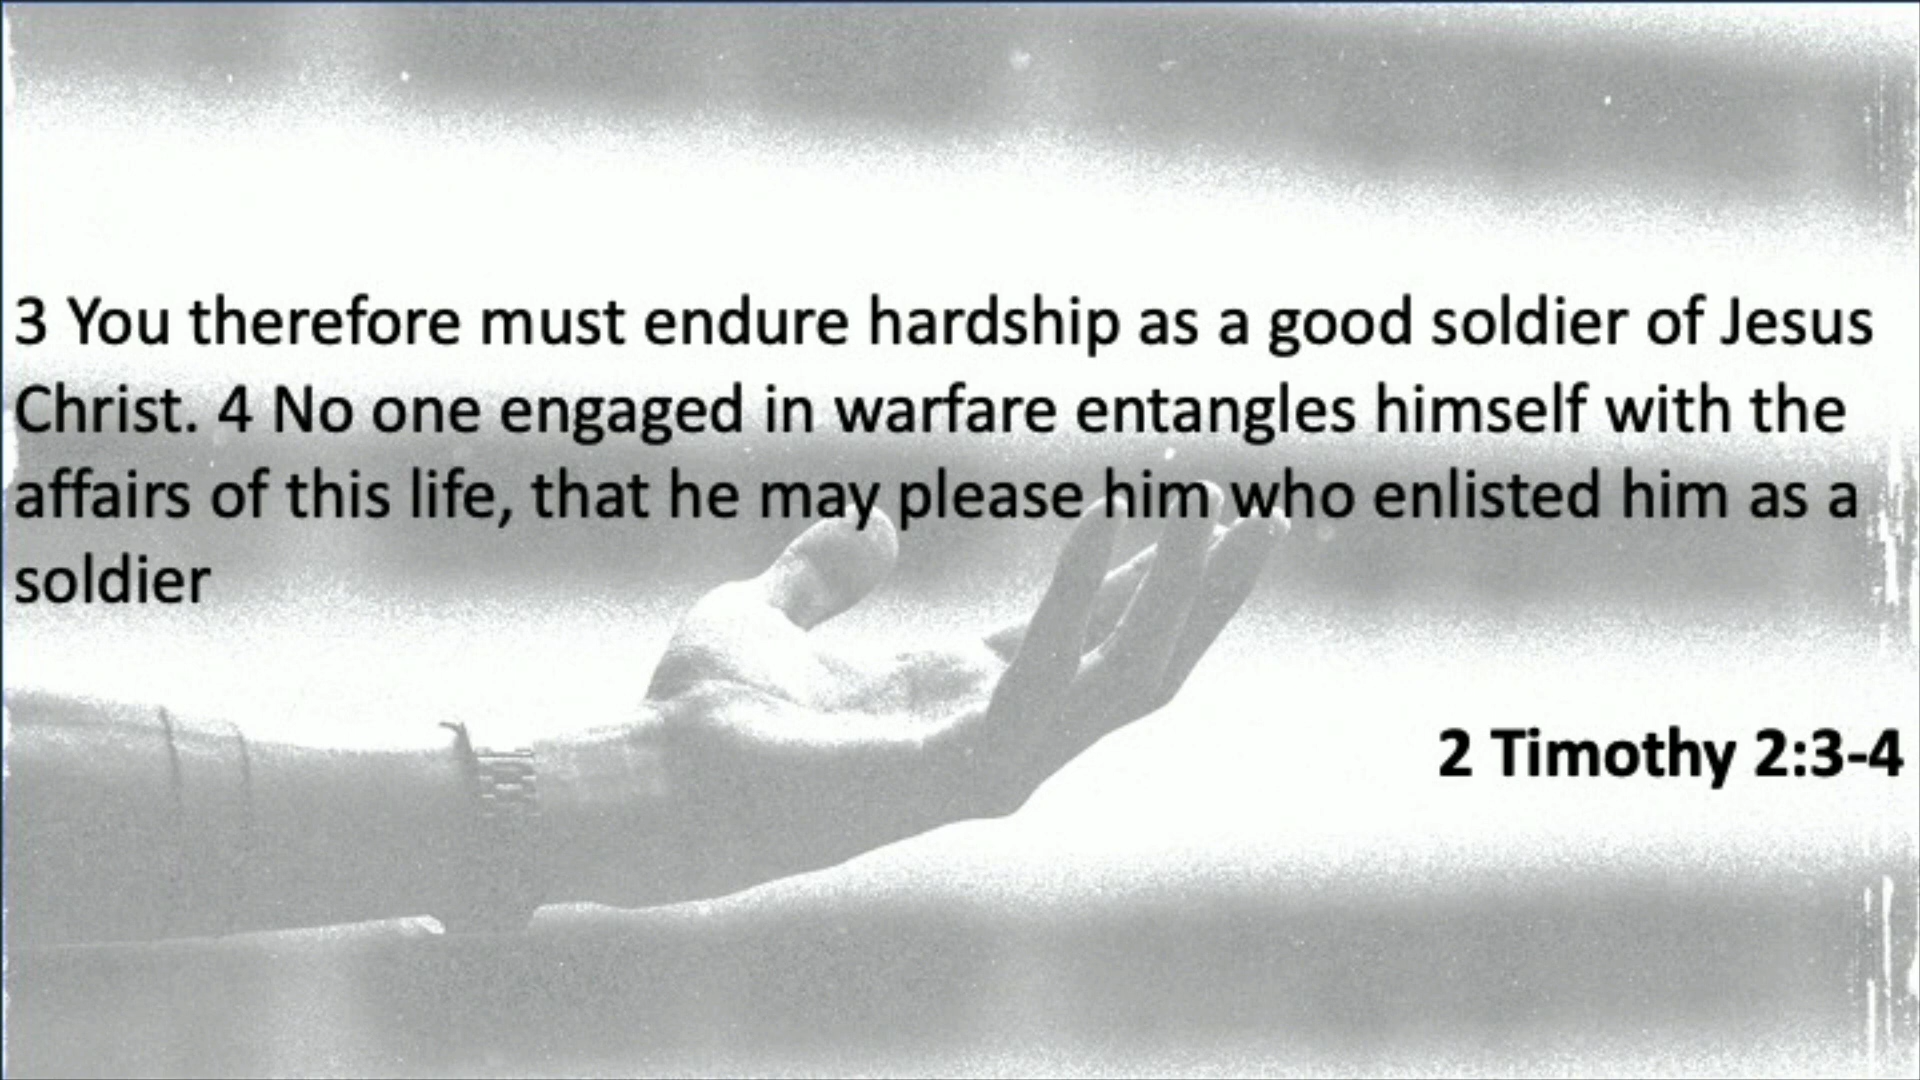 3 You therefore must endure hardship as a good soldier of Jesus
Christ. 4 No one engaged in warfare entangles himself with the
affairs of this life, that he may please him who enlisted him as a
soldier
2 Timothy 2:3-4